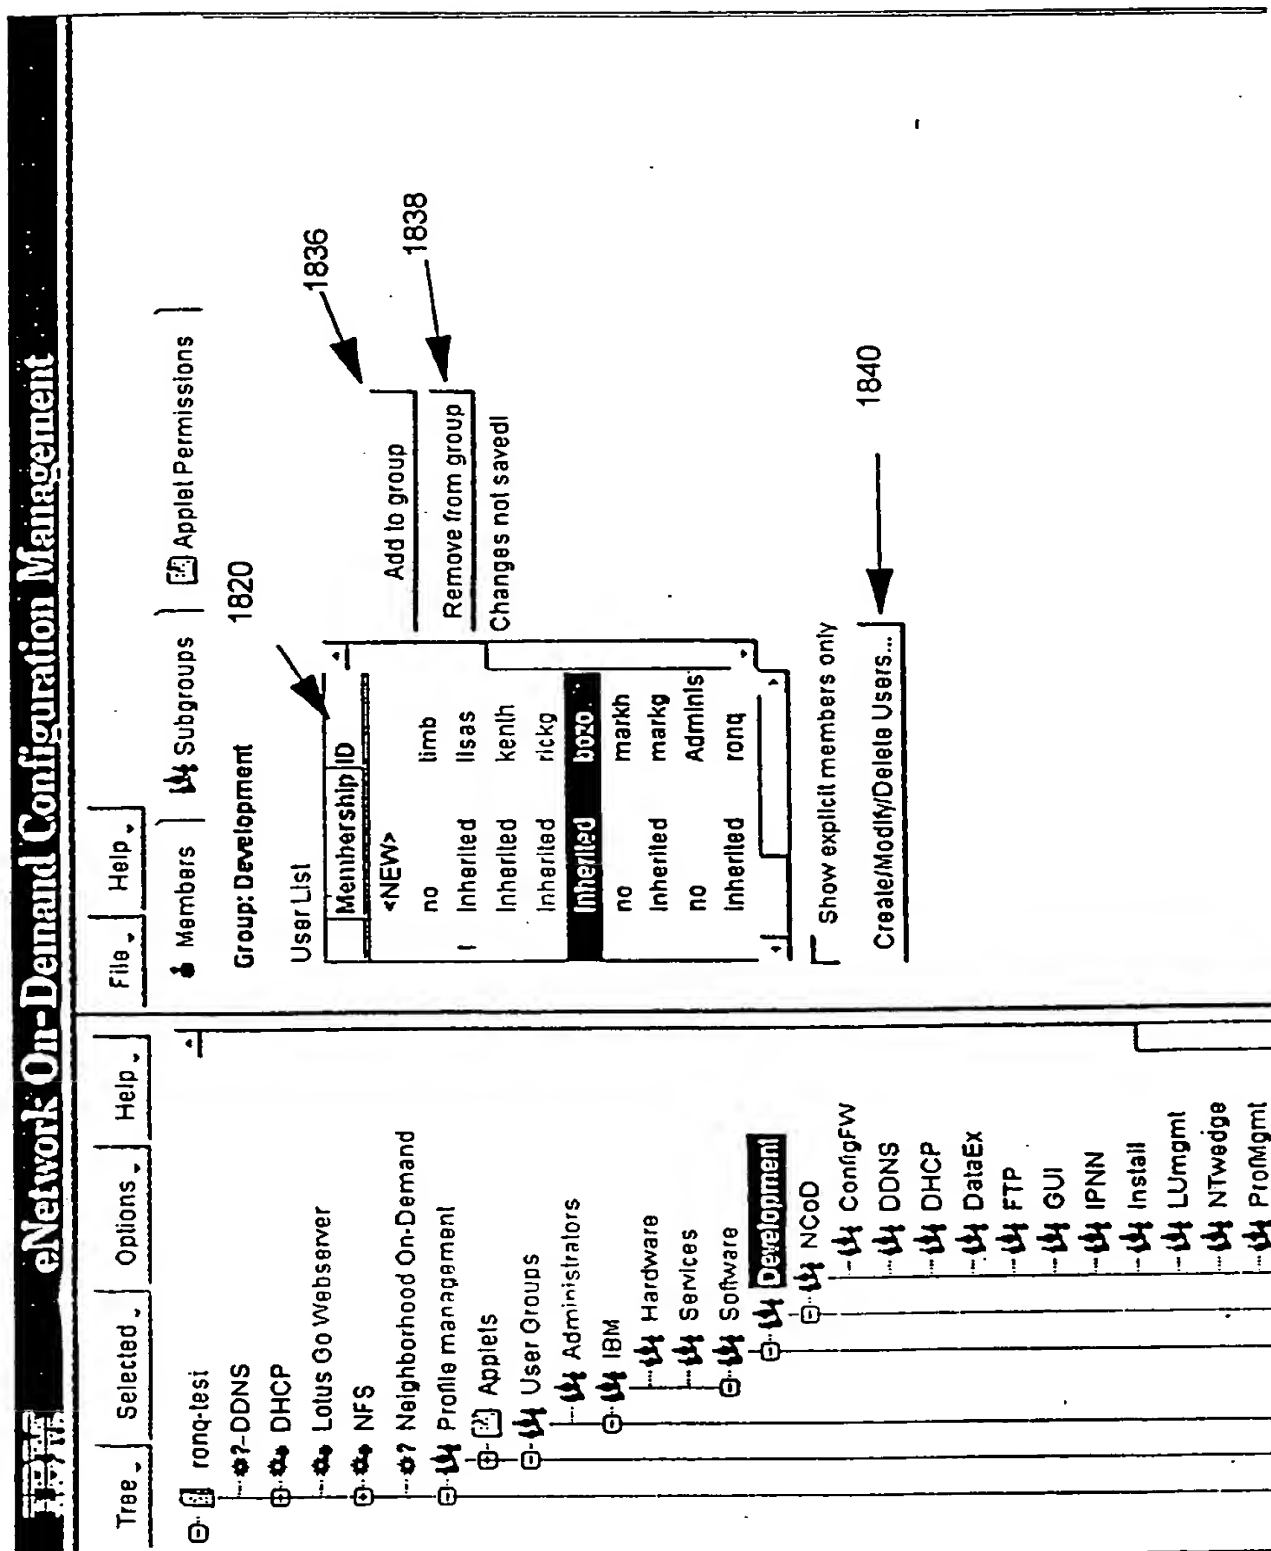 IBM eNetwork On-Demand Configuration Management
Tree Selected Options Help
ronq-test
?-DDNS
DHCP
Lotus Go Webserver
NFS
? Neighborhood On-Demand
Profile management
Applets
User Groups
Administrators
IBM
Hardware
Services
Software
Development
NCoD
ConfigFW
DDNS
DHCP
DataEx
FTP
GUI
IPNN
Install
LUmgmt
NTwedge
ProfMgmt
File Help
Members Subgroups Applet Permissions
Group: Development
1820
User List
Membership ID
<NEW>
no timb
Inherited lisas
Inherited kenlh
Inherited rickg
Inherited bozo
no markh
Inherited markg
no Adminis
Inherited ronq
Add to group
1836
Remove from group
1838
Changes not saved!
Show explicit members only
Create/Modify/Delete Users...
1840